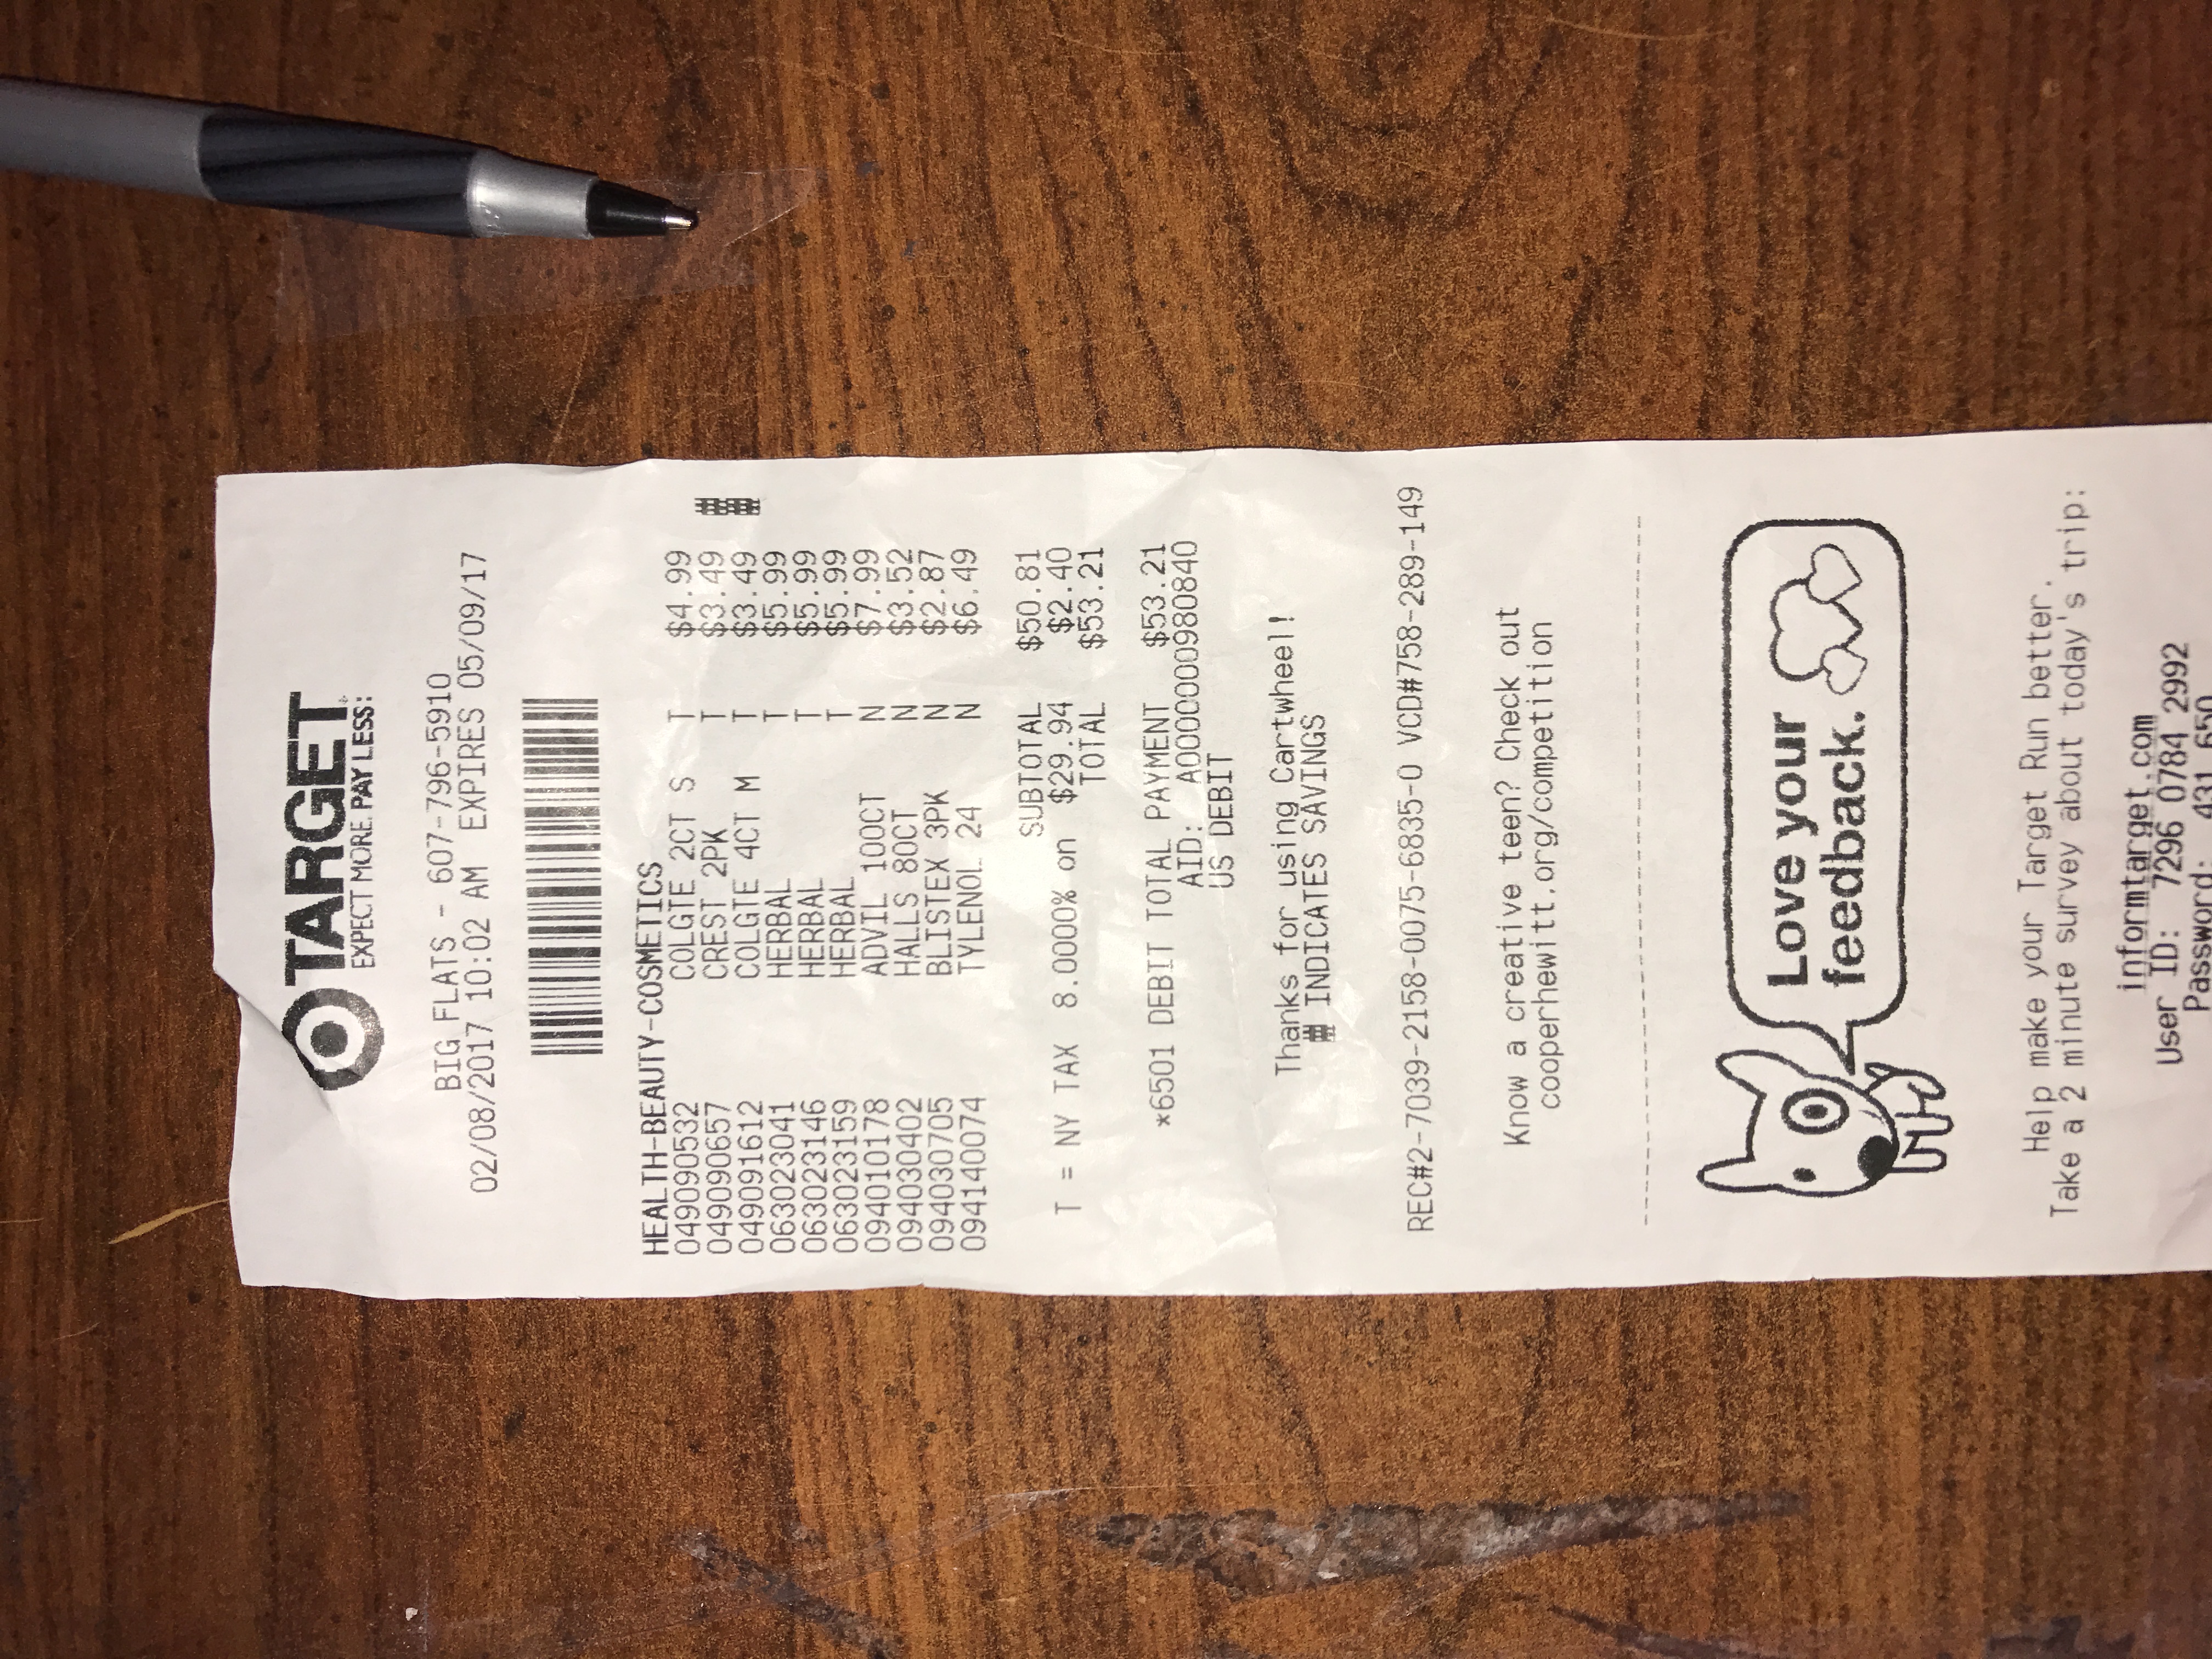 TARGET
EXPECT MORE. PAY LESS:
BIG FLATS - 607-796-5910
02/08/2017 10:02 AM EXPIRES 05/09/17
HEALTH-BEAUTY-COSMETICS
049090532 COLGTE 2CT S T $4.99
049090657 CREST 2PK T $3.49
049091612 COLGTE 4CT M T $3.49
063023041 HERBAL T $5.99
063023146 HERBAL T $5.99
063023159 HERBAL T $5.99
094010178 ADVIL 100CT N $7.99
094030402 HALLS 80CT N $3.52
094030705 BLISTEX 3PK N $2.87
094140074 TYLENOL 24 N $6.49
SUBTOTAL $50.81
T = NY TAX 8.0000% on $29.94 $2.40
TOTAL $53.21
*6501 DEBIT TOTAL PAYMENT $53.21
AID: A0000000980840
US DEBIT
Thanks for using Cartwheel!
INDICATES SAVINGS
REC#2-7039-2158-0075-6835-0 VCD#758-289-149
Know a creative teen? Check out
cooperhewitt.org/competition
Love your
feedback.
Help make your Target Run better.
Take a 2 minute survey about today's trip:
informtarget.com
User ID: 7296 0784 2992
Password: 431 650